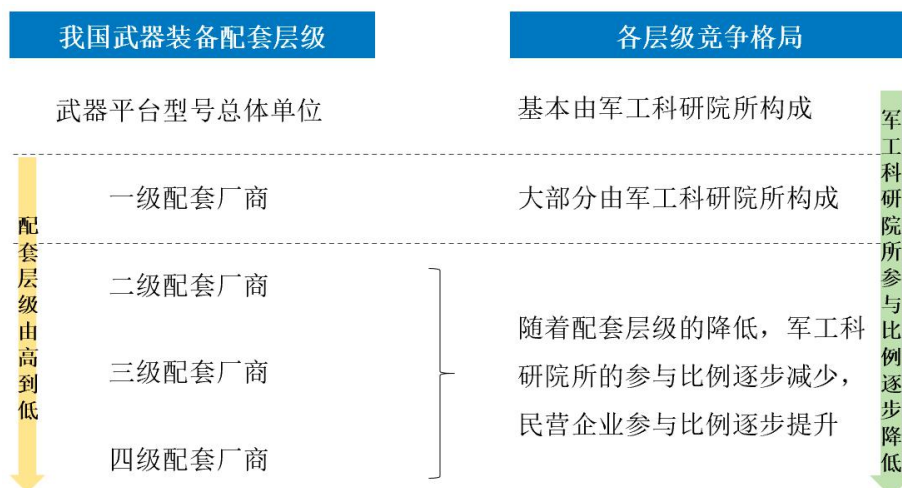 我国武器装备配套层级
各层级竞争格局
武器平台型号总体单位
基本由军工科研院所构成
一级配套厂商
大部分由军工科研院所构成
二级配套厂商
三级配套厂商
四级配套厂商
随着配套层级的降低，军工科
研院所的参与比例逐步减少，
民营企业参与比例逐步提升
配套层级由高到低
军工科研院所参与比例逐步降低